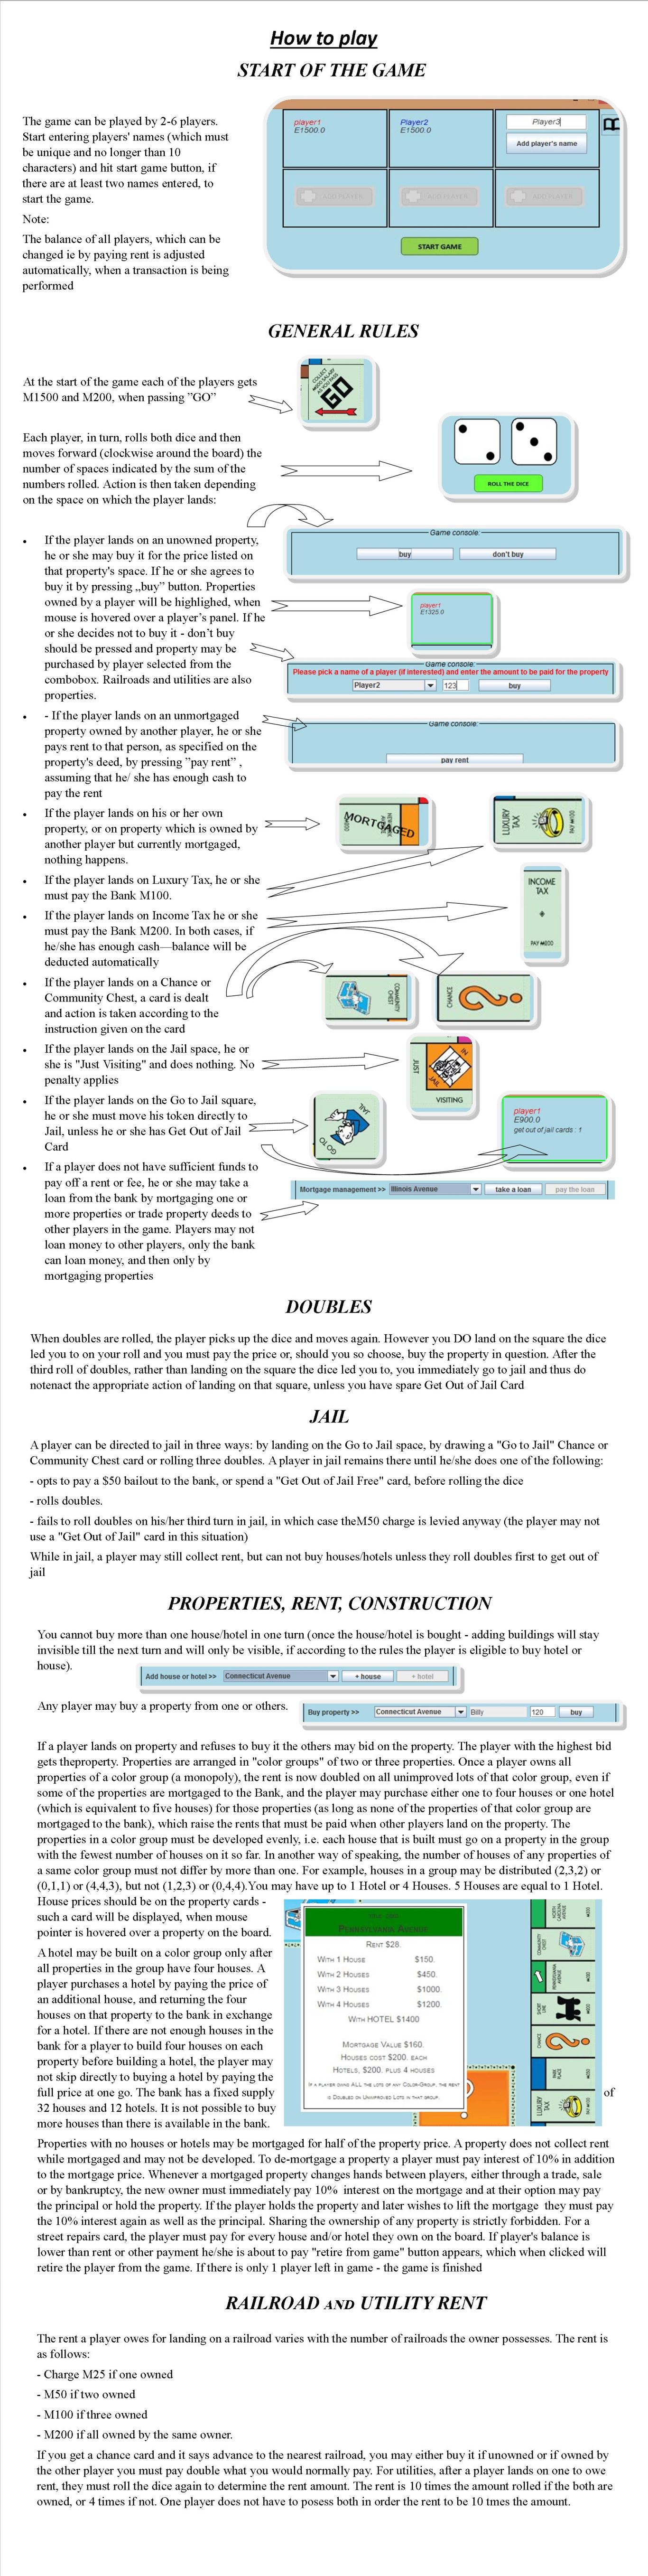 How to play
START OF THE GAME
The game can be played by 2-6 players.
Start entering players' names (which must
be unique and no longer than 10
characters) and hit start game button, if
there are at least two names entered, to
start the game.
Note:
The balance of all players, which can be
changed ie by paying rent is adjusted
automatically, when a transaction is being
performed
player1
E1500.0
Player2
E1500.0
Player3
Add player's name
ADD PLAYER
ADD PLAYER
ADD PLAYER
START GAME
GENERAL RULES
At the start of the game each of the players gets
M1500 and M200, when passing ”GO”
COLLECT
GO
Each player, in turn, rolls both dice and then
moves forward (clockwise around the board) the
number of spaces indicated by the sum of the
numbers rolled. Action is then taken depending
on the space on which the player lands:
ROLL THE DICE
• If the player lands on an unowned property,
he or she may buy it for the price listed on
that property's space. If he or she agrees to
buy it by pressing „buy” button. Properties
owned by a player will be highlighted, when
mouse is hovered over a player’s panel. If he
or she decides not to buy it - don’t buy
should be pressed and property may be
purchased by player selected from the
combobox. Railroads and utilities are also
properties.
Game console:
buy
don't buy
player1
E1325.0
Game console:
Please pick a name of a player (if interested) and enter the amount to be paid for the property
Player2
123
buy
• - If the player lands on an unmortgaged
property owned by another player, he or she
pays rent to that person, as specified on the
property's deed, by pressing ”pay rent” ,
assuming that he/ she has enough cash to
pay the rent
Game console:
pay rent
• If the player lands on his or her own
property, or on property which is owned by
another player but currently mortgaged,
nothing happens.
MORTGAGED
LUXURY
TAX
• If the player lands on Luxury Tax, he or she
must pay the Bank M100.
• If the player lands on Income Tax he or she
must pay the Bank M200. In both cases, if
he/she has enough cash—balance will be
deducted automatically
INCOME
TAX
• If the player lands on a Chance or
Community Chest, a card is dealt
and action is taken according to the
instruction given on the card
COMMUNITY
CHEST
CHANCE
• If the player lands on the Jail space, he or
she is "Just Visiting" and does nothing. No
penalty applies
IN
JAIL
JUST
VISITING
• If the player lands on the Go to Jail square,
he or she must move his token directly to
Jail, unless he or she has Get Out of Jail
Card
JAIL
GO TO
player1
E900.0
get out of jail cards : 1
• If a player does not have sufficient funds to
pay off a rent or fee, he or she may take a
loan from the bank by mortgaging one or
more properties or trade property deeds to
other players in the game. Players may not
loan money to other players, only the bank
can loan money, and then only by
mortgaging properties
Mortgage management >>
Illinois Avenue
take a loan
pay the loan
DOUBLES
When doubles are rolled, the player picks up the dice and moves again. However you DO land on the square the dice
led you to on your roll and you must pay the price or, should you so choose, buy the property in question. After the
third roll of doubles, rather than landing on the square the dice led you to, you immediately go to jail and thus do
notenact the appropriate action of landing on that square, unless you have spare Get Out of Jail Card
JAIL
A player can be directed to jail in three ways: by landing on the Go to Jail space, by drawing a "Go to Jail" Chance or
Community Chest card or rolling three doubles. A player in jail remains there until he/she does one of the following:
- opts to pay a $50 bailout to the bank, or spend a "Get Out of Jail Free" card, before rolling the dice
- rolls doubles.
- fails to roll doubles on his/her third turn in jail, in which case theM50 charge is levied anyway (the player may not
use a "Get Out of Jail" card in this situation)
While in jail, a player may still collect rent, but can not buy houses/hotels unless they roll doubles first to get out of
jail
PROPERTIES, RENT, CONSTRUCTION
You cannot buy more than one house/hotel in one turn (once the house/hotel is bought - adding buildings will stay
invisible till the next turn and will only be visible, if according to the rules the player is eligible to buy hotel or
house).
Add house or hotel >>
Connecticut Avenue
+ house
+ hotel
Any player may buy a property from one or others.
Buy property >>
Connecticut Avenue
Billy
120
buy
If a player lands on property and refuses to buy it the others may bid on the property. The player with the highest bid
gets theproperty. Properties are arranged in "color groups" of two or three properties. Once a player owns all
properties of a color group (a monopoly), the rent is now doubled on all unimproved lots of that color group, even if
some of the properties are mortgaged to the Bank, and the player may purchase either one to four houses or one hotel
(which is equivalent to five houses) for those properties (as long as none of the properties of that color group are
mortgaged to the bank), which raise the rents that must be paid when other players land on the property. The
properties in a color group must be developed evenly, i.e. each house that is built must go on a property in the group
with the fewest number of houses on it so far. In another way of speaking, the number of houses of any properties of
a same color group must not differ by more than one. For example, houses in a group may be distributed (2,3,2) or
(0,1,1) or (4,4,3), but not (1,2,3) or (0,4,4).You may have up to 1 Hotel or 4 Houses. 5 Houses are equal to 1 Hotel.
House prices should be on the property cards -
such a card will be displayed, when mouse
pointer is hovered over a property on the board.
A hotel may be built on a color group only after
all properties in the group have four houses. A
player purchases a hotel by paying the price of
an additional house, and returning the four
houses on that property to the bank in exchange
for a hotel. If there are not enough houses in the
bank for a player to build four houses on each
property before building a hotel, the player may
not skip directly to buying a hotel by paying the
full price at one go. The bank has a fixed supply of
32 houses and 12 hotels. It is not possible to buy
more houses than there is available in the bank.
PENNSYLVANIA AVENUE
RENT $28.
WITH 1 HOUSE $150.
WITH 2 HOUSES $450.
WITH 3 HOUSES $1000.
WITH 4 HOUSES $1200.
WITH HOTEL $1400
MORTGAGE VALUE $160.
HOUSES COST $200. EACH
HOTELS, $200. PLUS 4 HOUSES
IF A PLAYER OWNS ALL THE LOTS OF ANY COLOR-GROUP, THE RENT
IS DOUBLED ON UNIMPROVED LOTS IN THAT GROUP.
NORTH
CAROLINA
AVENUE
COMMUNITY
CHEST
PENNSYLVANIA
AVENUE
SHORT
LINE
CHANCE
PARK
PLACE
LUXURY
TAX
Properties with no houses or hotels may be mortgaged for half of the property price. A property does not collect rent
while mortgaged and may not be developed. To de-mortgage a property a player must pay interest of 10% in addition
to the mortgage price. Whenever a mortgaged property changes hands between players, either through a trade, sale
or by bankruptcy, the new owner must immediately pay 10% interest on the mortgage and at their option may pay
the principal or hold the property. If the player holds the property and later wishes to lift the mortgage they must pay
the 10% interest again as well as the principal. Sharing the ownership of any property is strictly forbidden. For a
street repairs card, the player must pay for every house and/or hotel they own on the board. If player's balance is
lower than rent or other payment he/she is about to pay "retire from game" button appears, which when clicked will
retire the player from the game. If there is only 1 player left in game - the game is finished
RAILROAD AND UTILITY RENT
The rent a player owes for landing on a railroad varies with the number of railroads the owner possesses. The rent is
as follows:
- Charge M25 if one owned
- M50 if two owned
- M100 if three owned
- M200 if all owned by the same owner.
If you get a chance card and it says advance to the nearest railroad, you may either buy it if unowned or if owned by
the other player you must pay double what you would normally pay. For utilities, after a player lands on one to owe
rent, they must roll the dice again to determine the rent amount. The rent is 10 times the amount rolled if the both are
owned, or 4 times if not. One player does not have to posess both in order the rent to be 10 tmes the amount.